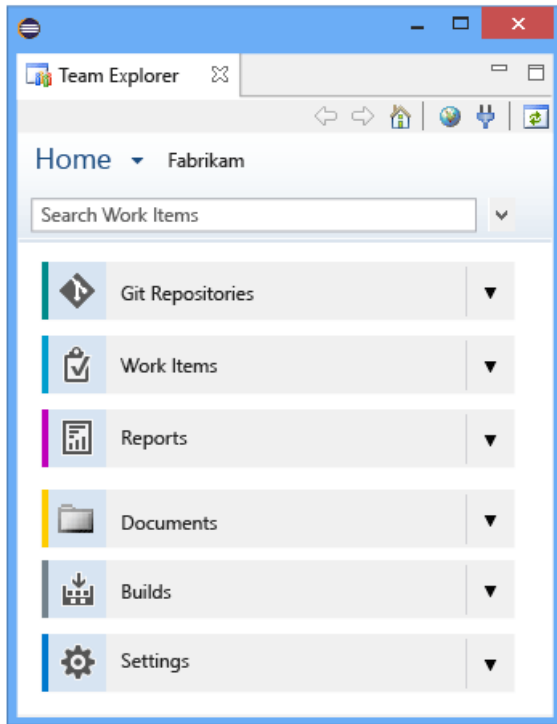 Team Explorer
Home Fabrikam
Search Work Items
Git Repositories
Work Items
Reports
Documents
Builds
Settings